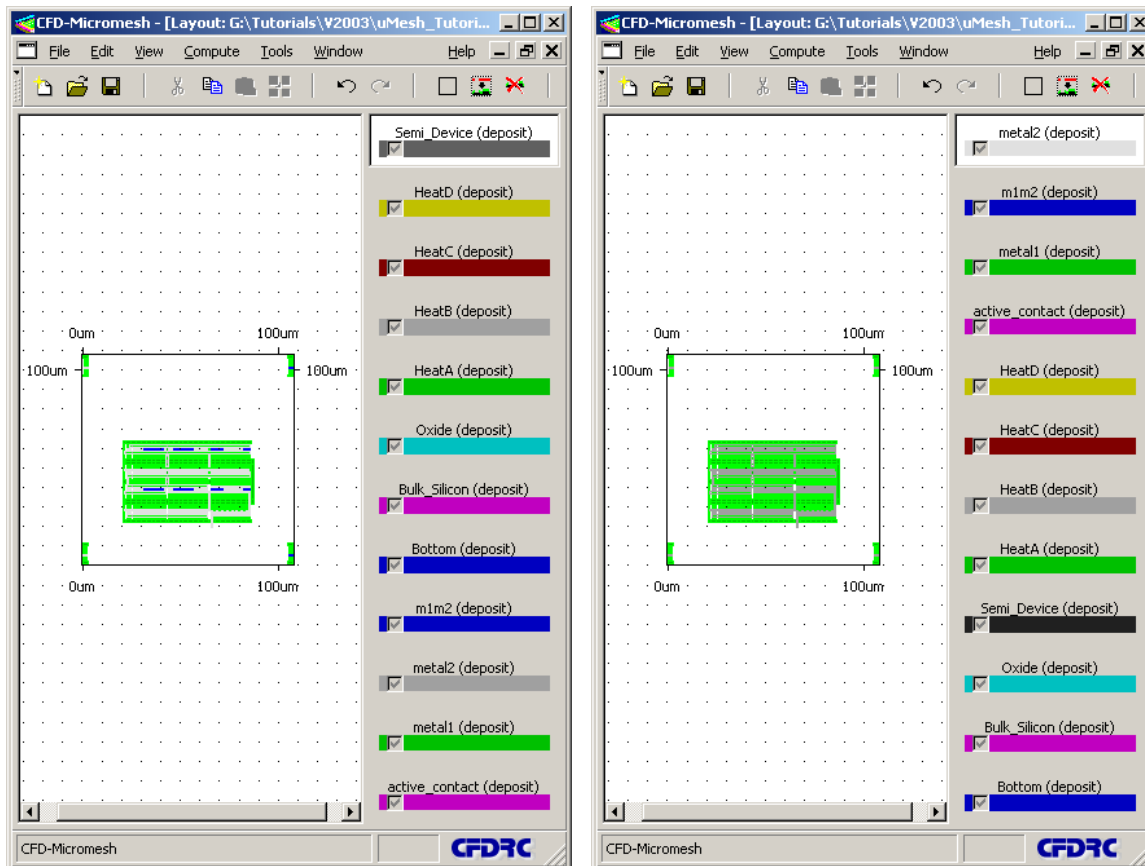 CFD-Micromesh - [Layout: G:\Tutorials\V2003\uMesh_Tutori...
File Edit View Compute Tools Window Help
Semi_Device (deposit)
HeatD (deposit)
HeatC (deposit)
HeatB (deposit)
HeatA (deposit)
Oxide (deposit)
Bulk_Silicon (deposit)
Bottom (deposit)
m1m2 (deposit)
metal2 (deposit)
metal1 (deposit)
active_contact (deposit)
0um 100um
100um 100um
0um 100um
CFD-Micromesh CFDRC
CFD-Micromesh - [Layout: G:\Tutorials\V2003\uMesh_Tutori...
File Edit View Compute Tools Window Help
metal2 (deposit)
m1m2 (deposit)
metal1 (deposit)
active_contact (deposit)
HeatD (deposit)
HeatC (deposit)
HeatB (deposit)
HeatA (deposit)
Semi_Device (deposit)
Oxide (deposit)
Bulk_Silicon (deposit)
Bottom (deposit)
0um 100um
100um 100um
0um 100um
CFD-Micromesh CFDRC